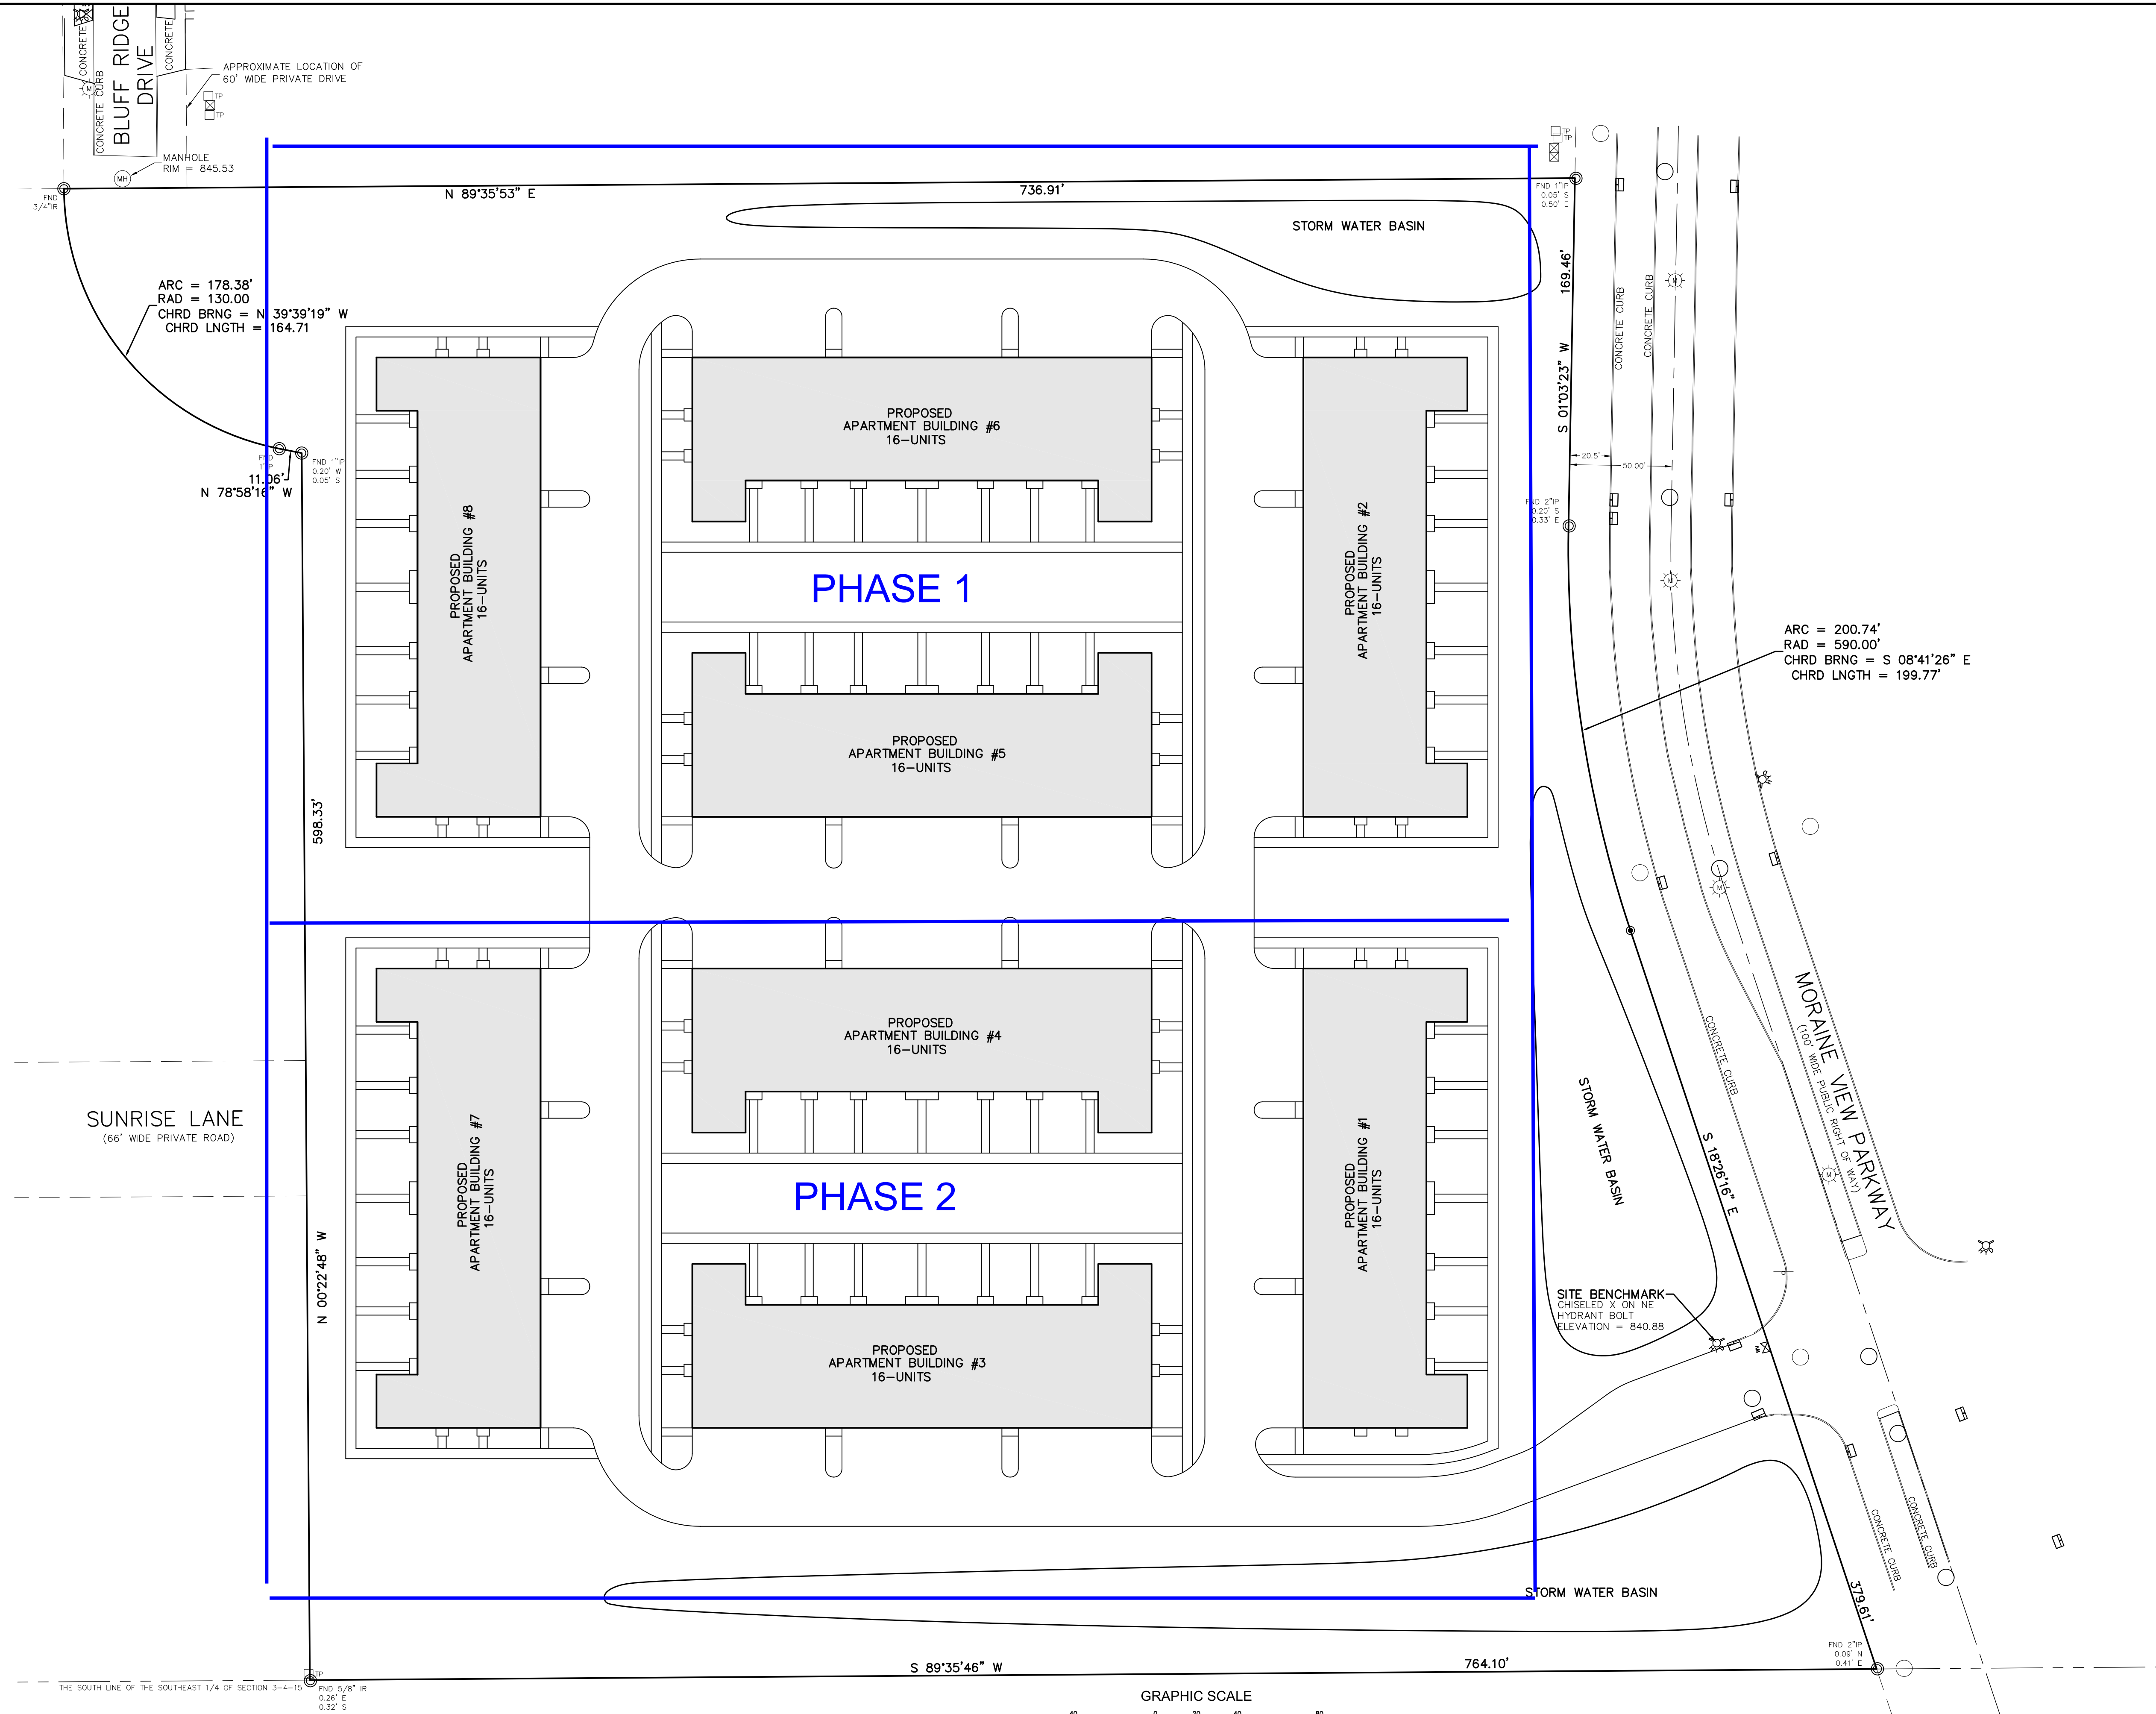 CONCRETE
BLUFF RIDGE
DRIVE
CONCRETE
CONCRETE CURB
M
APPROXIMATE LOCATION OF
60' WIDE PRIVATE DRIVE
TP
TP
MANHOLE
RIM = 845.53
MH
FND
3/4"IR
N 89°35'53" E
736.91'
TP
TP
FND 1"IP
0.05' S
0.50' E
STORM WATER BASIN
169.46'
S 01°03'23" W
CONCRETE CURB
CONCRETE CURB
M
ARC = 178.38'
RAD = 130.00
CHRD BRNG = N 39°39'19" W
CHRD LNGTH = 164.71
FND
1"IP
11.06'
N 78°58'16" W
FND 1"IP
0.20' W
0.05' S
PROPOSED
APARTMENT BUILDING #8
16-UNITS
PROPOSED
APARTMENT BUILDING #6
16-UNITS
PROPOSED
APARTMENT BUILDING #2
16-UNITS
20.5'
50.00'
FND 2"IP
0.20' S
0.33' E
M
PHASE 1
PROPOSED
APARTMENT BUILDING #5
16-UNITS
ARC = 200.74'
RAD = 590.00'
CHRD BRNG = S 08°41'26" E
CHRD LNGTH = 199.77'
598.33'
N 00°22'48" W
M
SUNRISE LANE
(66' WIDE PRIVATE ROAD)
PROPOSED
APARTMENT BUILDING #7
16-UNITS
PROPOSED
APARTMENT BUILDING #4
16-UNITS
PROPOSED
APARTMENT BUILDING #1
16-UNITS
PHASE 2
STORM WATER BASIN
CONCRETE CURB
S 18°26'16" E
MORAINE VIEW PARKWAY
(100' WIDE PUBLIC RIGHT OF WAY)
M
SITE BENCHMARK
CHISELED X ON NE
HYDRANT BOLT
ELEVATION = 840.88
PROPOSED
APARTMENT BUILDING #3
16-UNITS
CONCRETE CURB
CONCRETE CURB
STORM WATER BASIN
379.61'
FND 2"IP
0.09' N
0.41' E
S 89°35'46" W
764.10'
TP
THE SOUTH LINE OF THE SOUTHEAST 1/4 OF SECTION 3-4-15
FND 5/8" IR
0.26' E
0.32' S
GRAPHIC SCALE
40 0 20 40 80